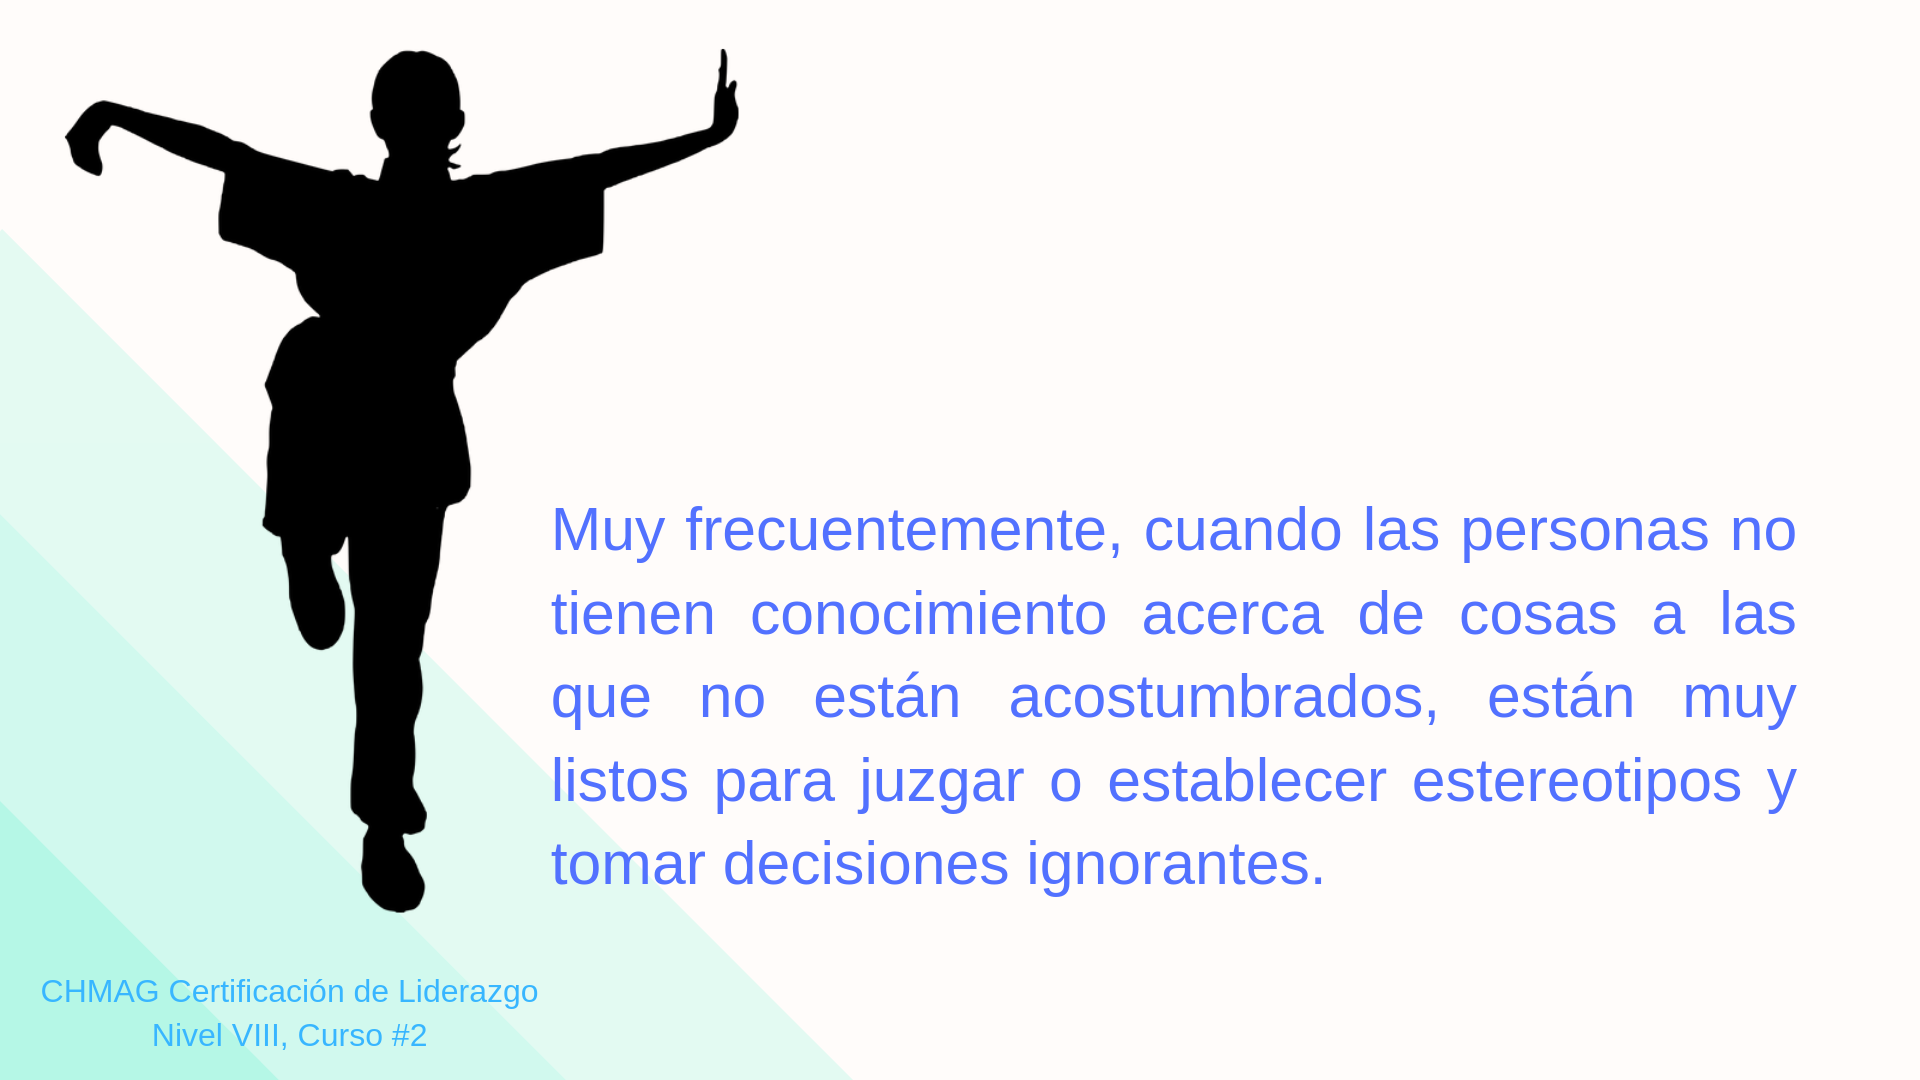 Muy frecuentemente, cuando las personas no
tienen conocimiento acerca de cosas a las
que no están acostumbrados, están muy
listos para juzgar o establecer estereotipos y
tomar decisiones ignorantes.
CHMAG Certificación de Liderazgo
Nivel VIII, Curso #2